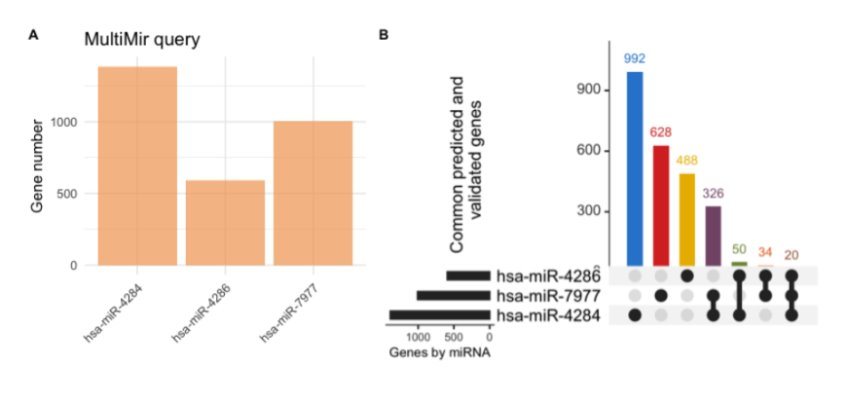 A
MultiMir query
Gene number
1000
500
0
hsa-miR-4284
hsa-miR-4286
hsa-miR-7977
B
Common predicted and
validated genes
900
600
300
0
992
628
488
326
50
34
20
hsa-miR-4286
hsa-miR-7977
hsa-miR-4284
1000 500 0
Genes by miRNA